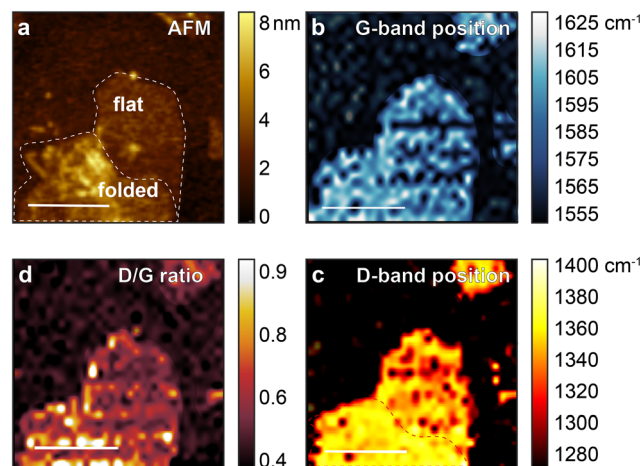 a AFM
flat
folded
8 nm
6
4
2
0
b G-band position
1625 cm⁻¹
1615
1605
1595
1585
1575
1565
1555
d D/G ratio
0.9
0.8
0.6
0.4
c D-band position
1400 cm⁻¹
1380
1360
1340
1320
1300
1280